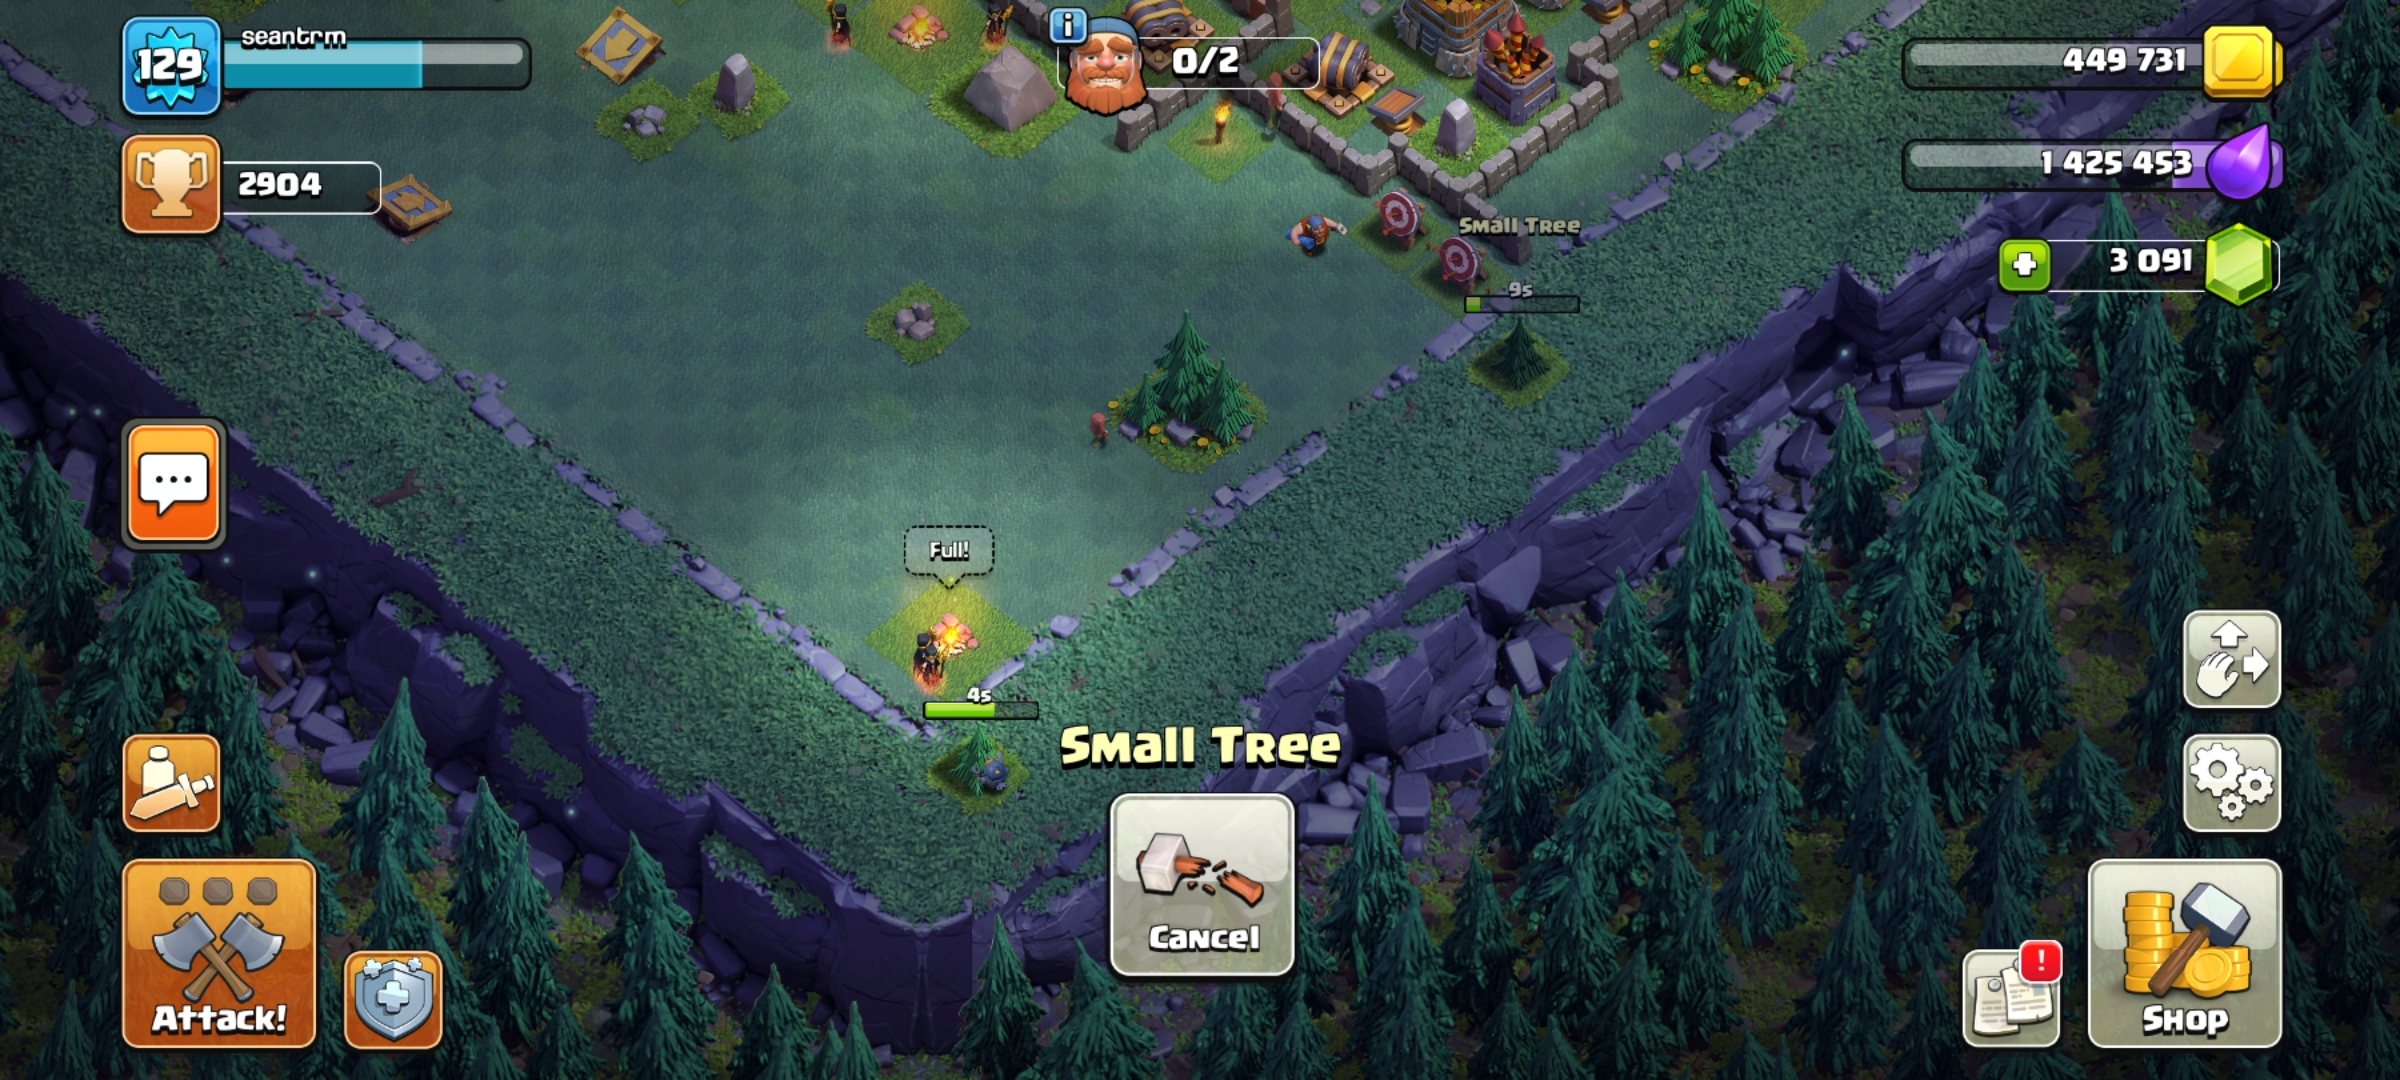 129
seantrm
i
0/2
449 731
2904
1 425 453
3 091
Small Tree
9s
Full!
4s
Small Tree
Cancel
Attack!
!
Shop